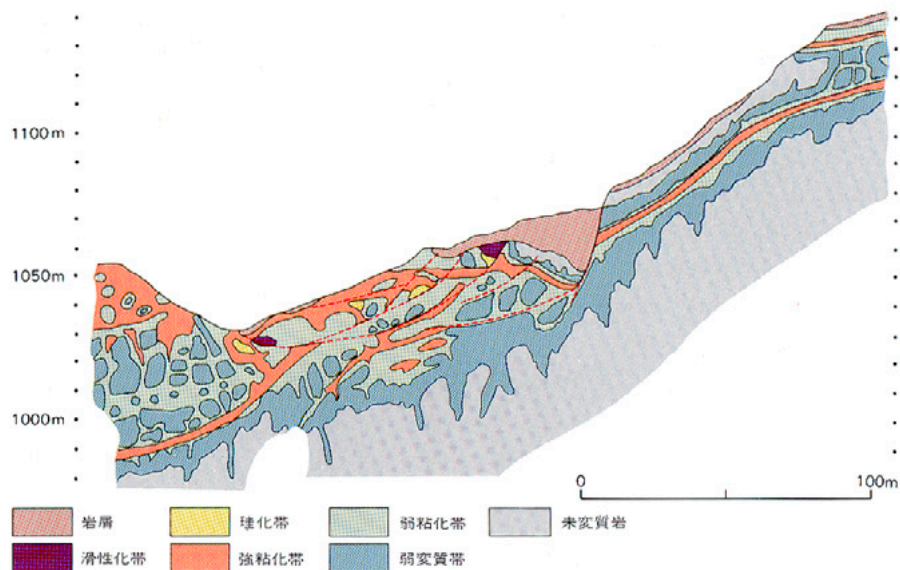 1100m
1050m
1000m
0 100m
岩屑 珪化帯 弱粘化帯 未変質岩
滑性化帯 強粘化帯 弱変質帯